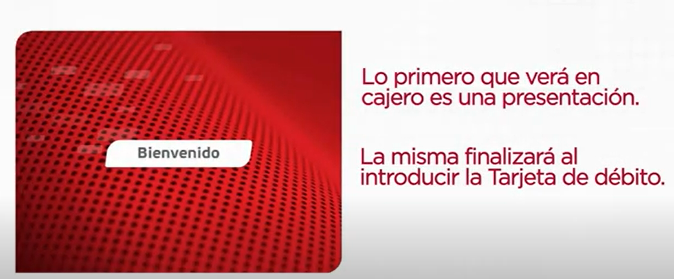 Bienvenido
Lo primero que verá en
cajero es una presentación.
La misma finalizará al
introducir la Tarjeta de débito.